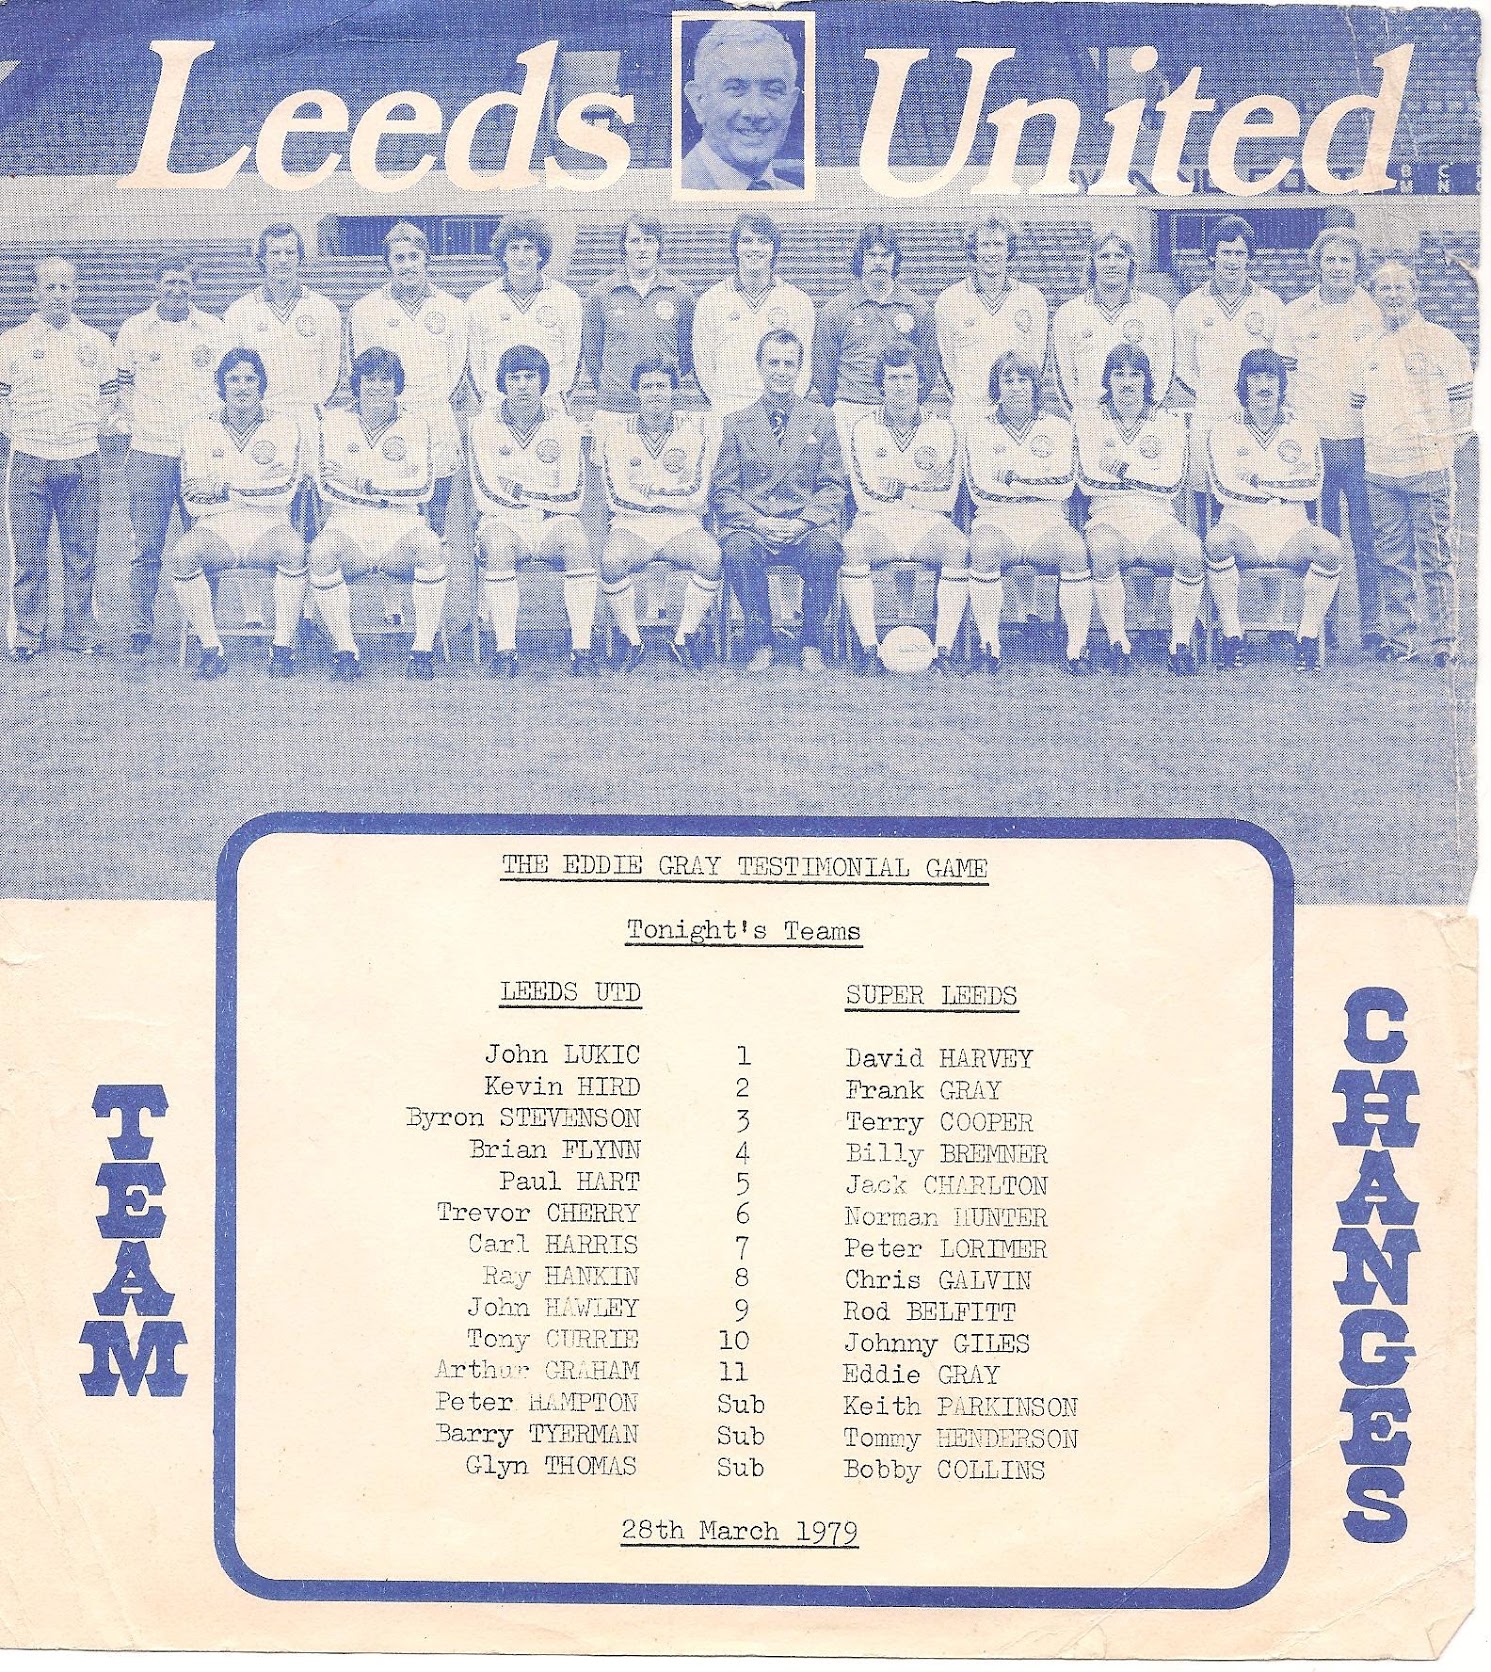 Leeds United
THE EDDIE GRAY TESTIMONIAL GAME
Tonight's Teams
LEEDS UTD SUPER LEEDS
John LUKIC 1 David HARVEY
Kevin HIRD 2 Frank GRAY
Byron STEVENSON 3 Terry COOPER
Brian FLYNN 4 Billy BREMNER
Paul HART 5 Jack CHARLTON
Trevor CHERRY 6 Norman HUNTER
Carl HARRIS 7 Peter LORIMER
Ray HANKIN 8 Chris GALVIN
John HAWLEY 9 Rod BELFITT
Tony CURRIE 10 Johnny GILES
Arthur GRAHAM 11 Eddie GRAY
Peter HAMPTON Sub Keith PARKINSON
Barry TYERMAN Sub Tommy HENDERSON
Glyn THOMAS Sub Bobby COLLINS
28th March 1979
TEAM
CHANGES